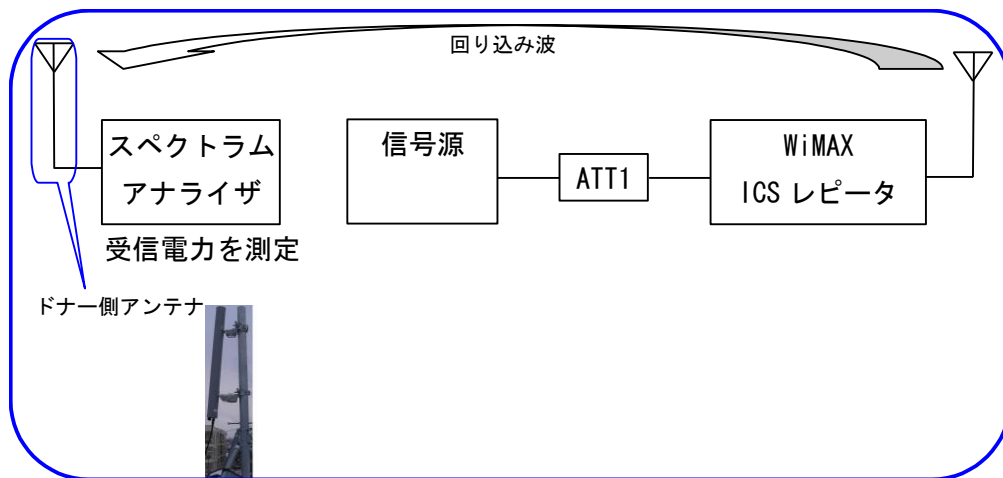 回り込み波
スペクトラム
アナライザ
信号源
ATT1
WiMAX
ICS レピータ
受信電力を測定
ドナー側アンテナ